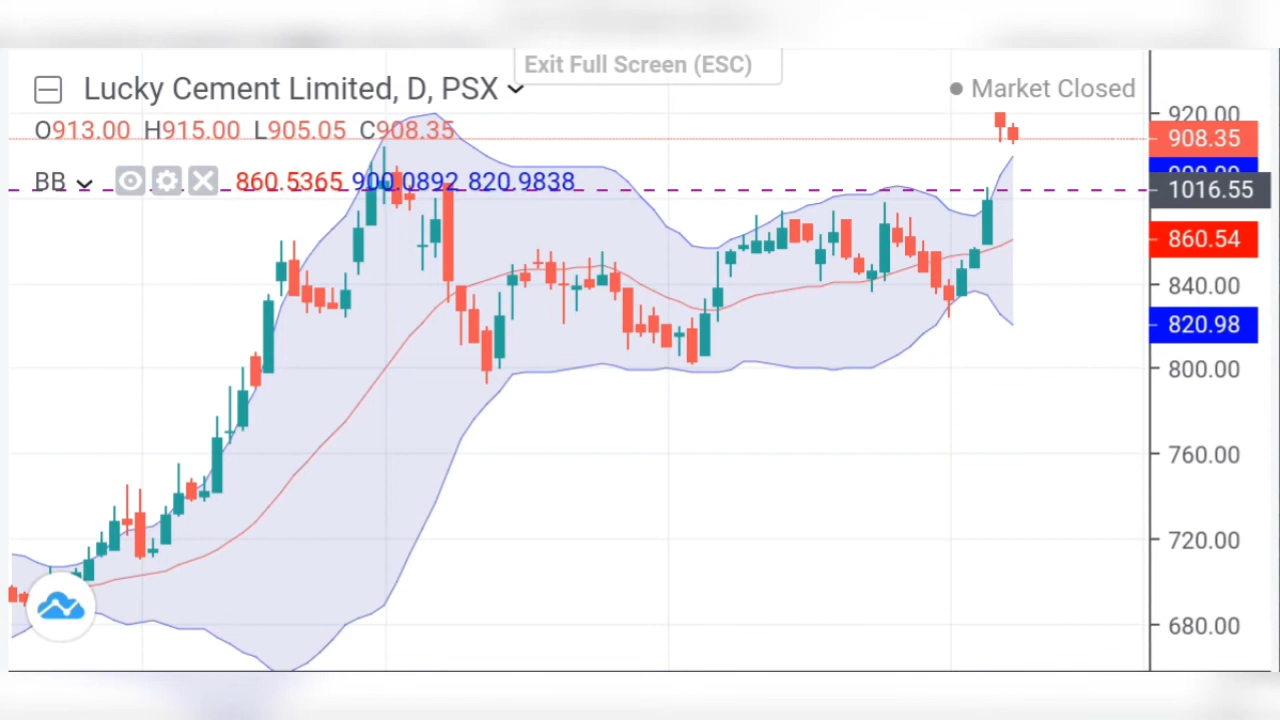 Exit Full Screen (ESC)
Lucky Cement Limited, D, PSX
Market Closed
O913.00 H915.00 L905.05 C908.35
BB 860.5365 900.0892 820.9838
920.00
908.35
1016.55
860.54
840.00
820.98
800.00
760.00
720.00
680.00